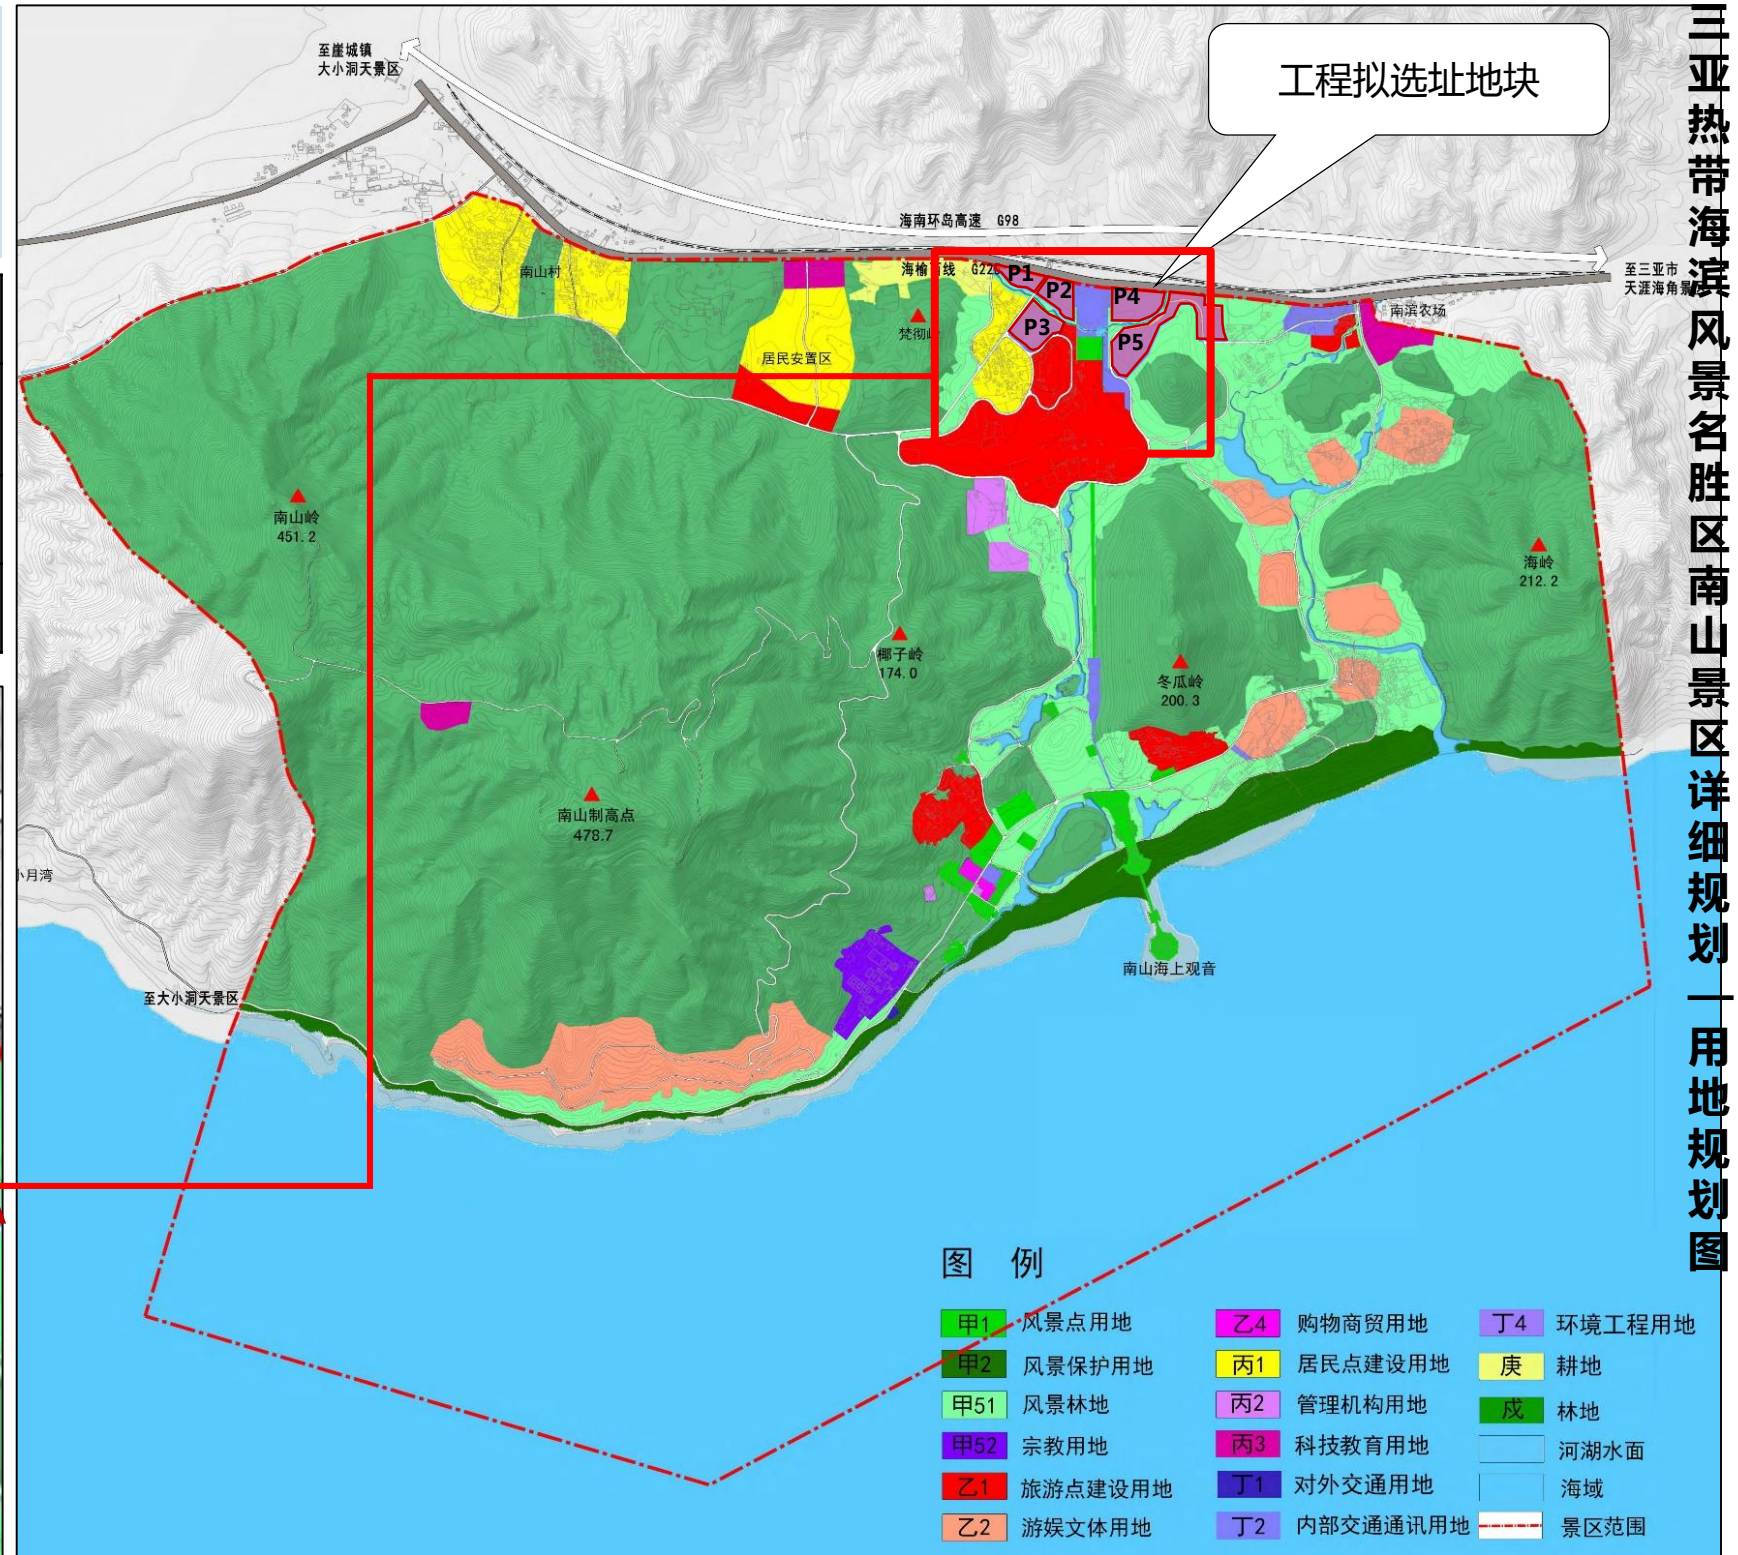 三亚热带海滨风景名胜区南山景区详细规划—用地规划图
至崖城镇
大小洞天景区
工程拟选址地块
海南环岛高速 G98
海榆西线 G22
至三亚市
天涯海角景
P1
P2
P3
P4
P5
南山村
梵彻岭
居民安置区
南滨农场
南山岭
451.2
海岭
212.2
椰子岭
174.0
冬瓜岭
200.3
南山制高点
478.7
小月湾
至大小洞天景区
南山海上观音
图 例
甲1 风景点用地
甲2 风景保护用地
甲51 风景林地
甲52 宗教用地
乙1 旅游点建设用地
乙2 游娱文体用地
乙4 购物商贸用地
丙1 居民点建设用地
丙2 管理机构用地
丙3 科技教育用地
丁1 对外交通用地
丁2 内部交通通讯用地
丁4 环境工程用地
庚 耕地
戍 林地
河湖水面
海域
景区范围